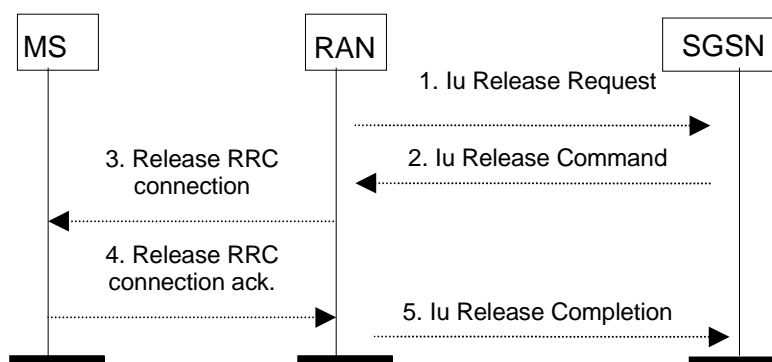 MS
RAN
SGSN
1. Iu Release Request
2. Iu Release Command
3. Release RRC
connection
4. Release RRC
connection ack.
5. Iu Release Completion